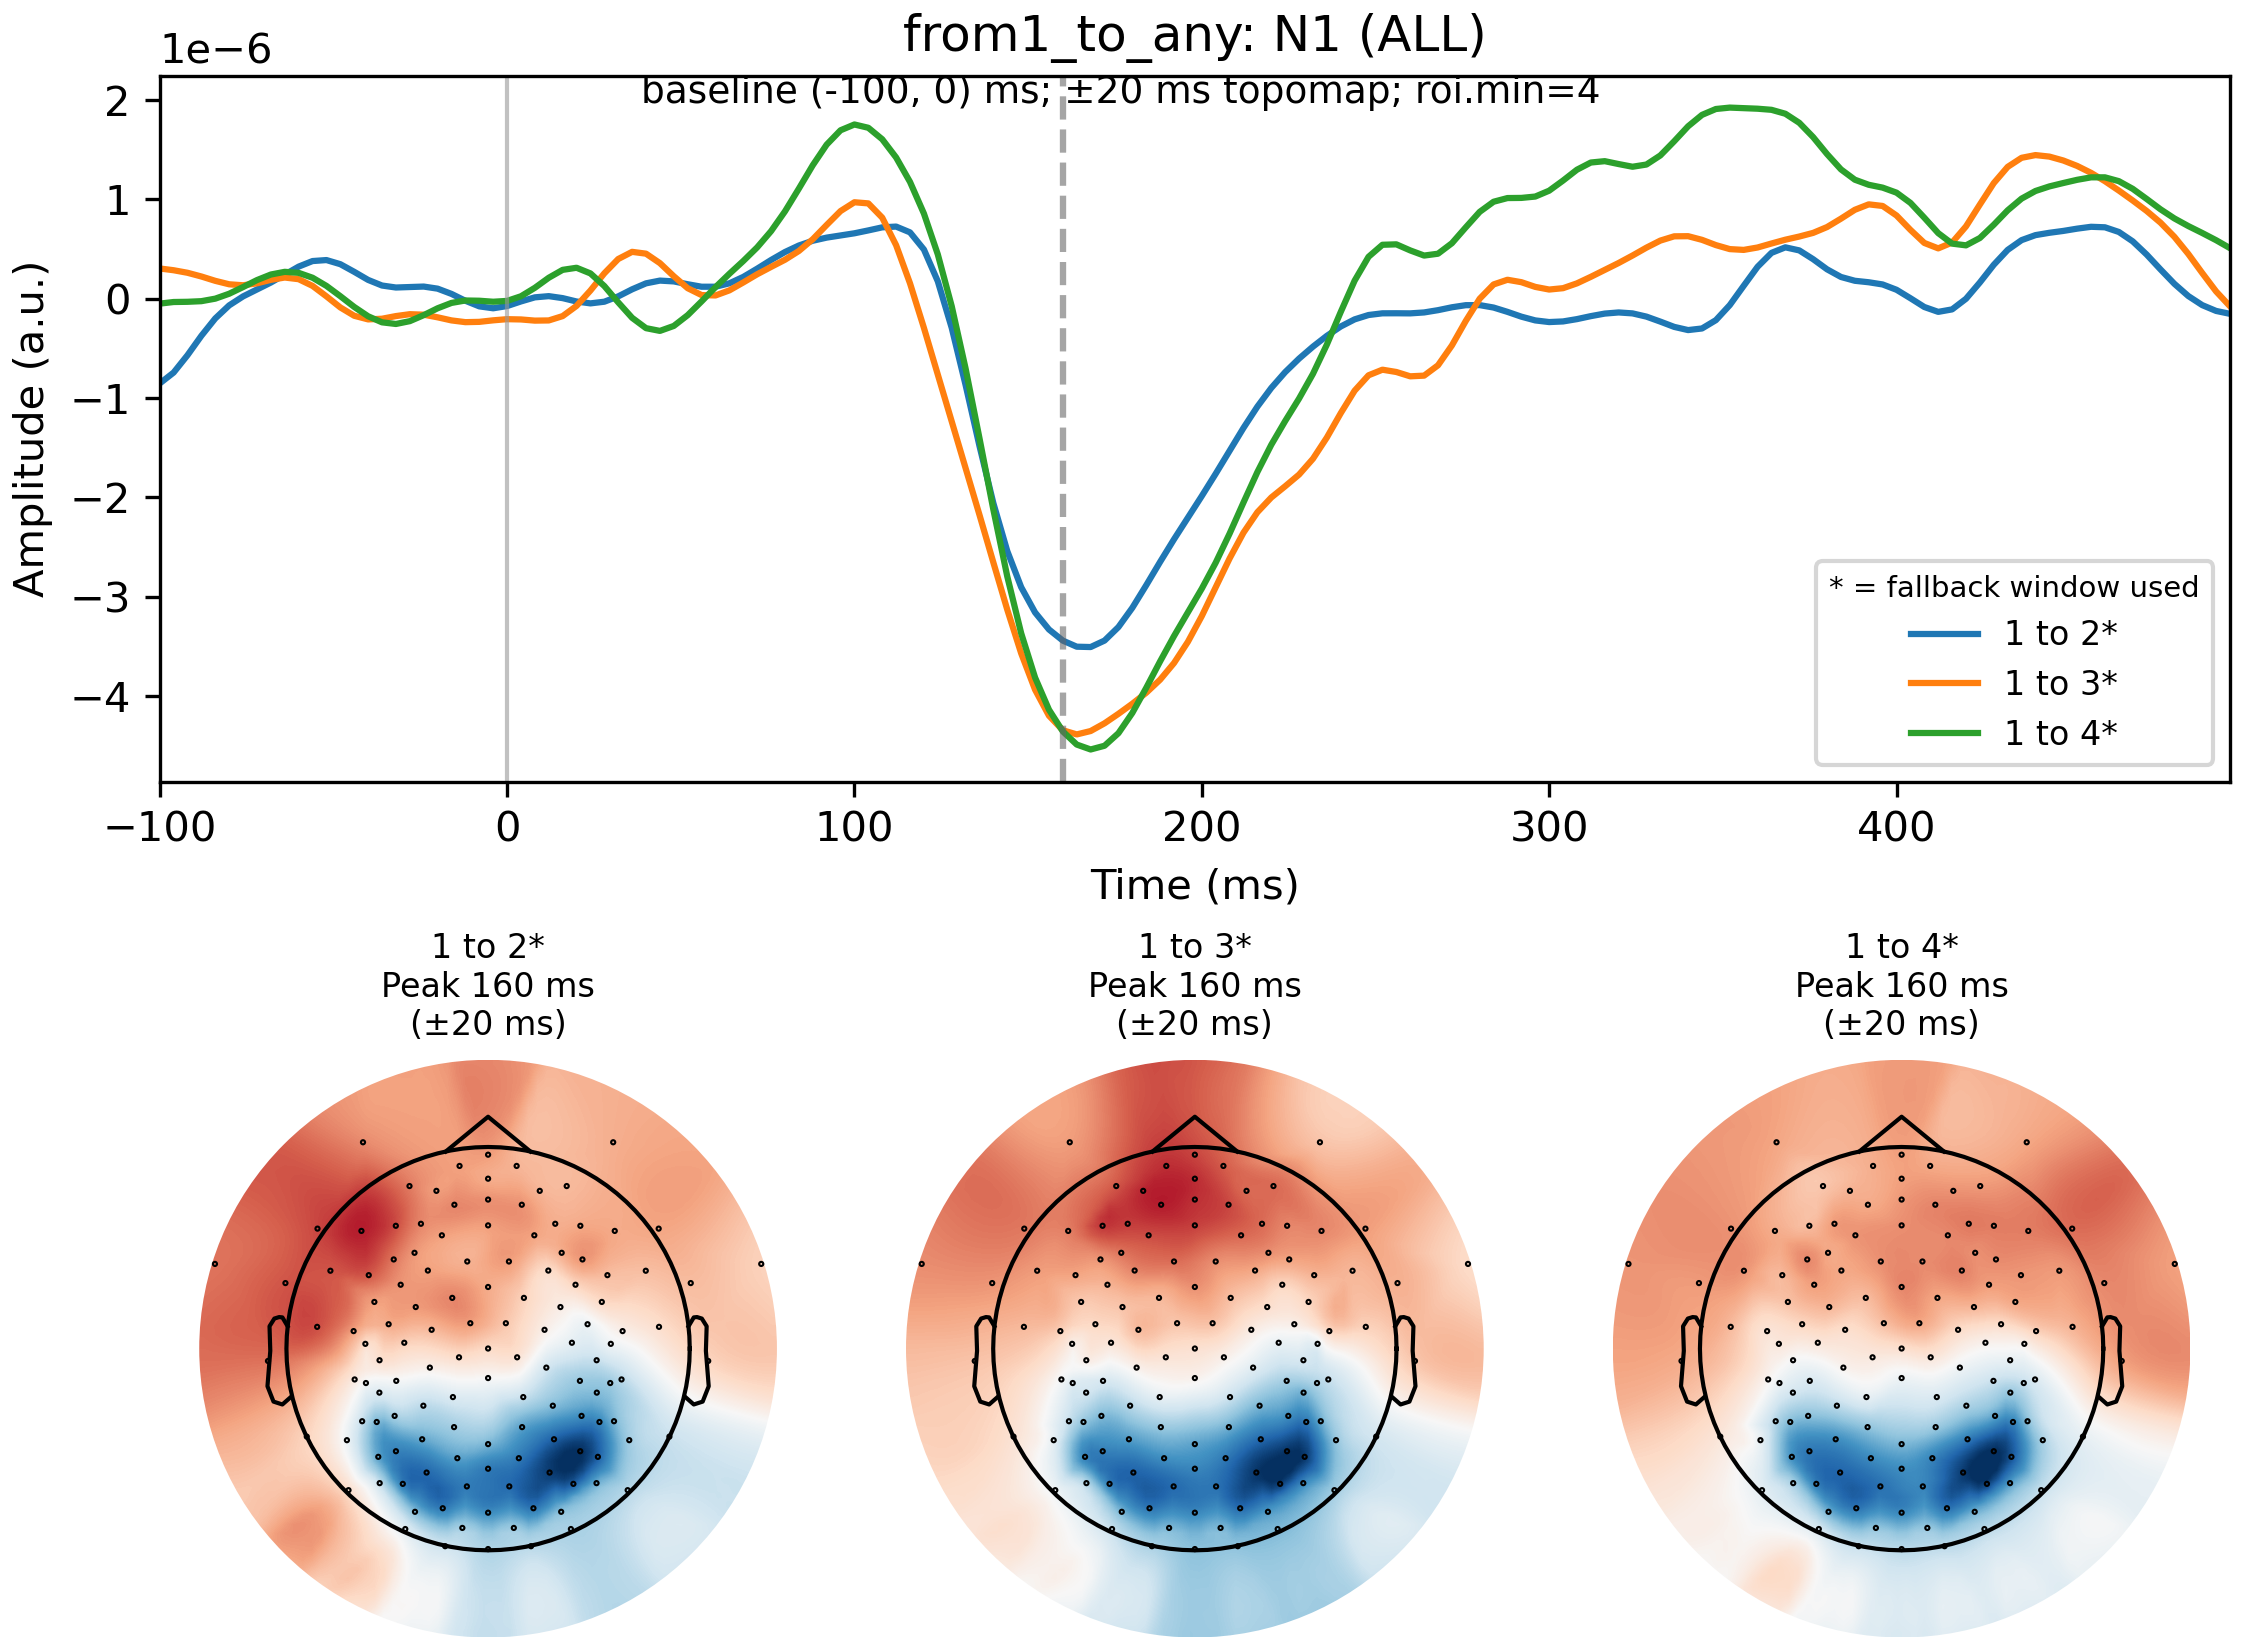 from1_to_any: N1 (ALL)
1e−6
baseline (-100, 0) ms; ±20 ms topomap; roi.min=4
2
1
0
−1
−2
−3
−4
Amplitude (a.u.)
* = fallback window used
1 to 2*
1 to 3*
1 to 4*
−100
0
100
200
300
400
Time (ms)
1 to 2*
Peak 160 ms
(±20 ms)
1 to 3*
Peak 160 ms
(±20 ms)
1 to 4*
Peak 160 ms
(±20 ms)